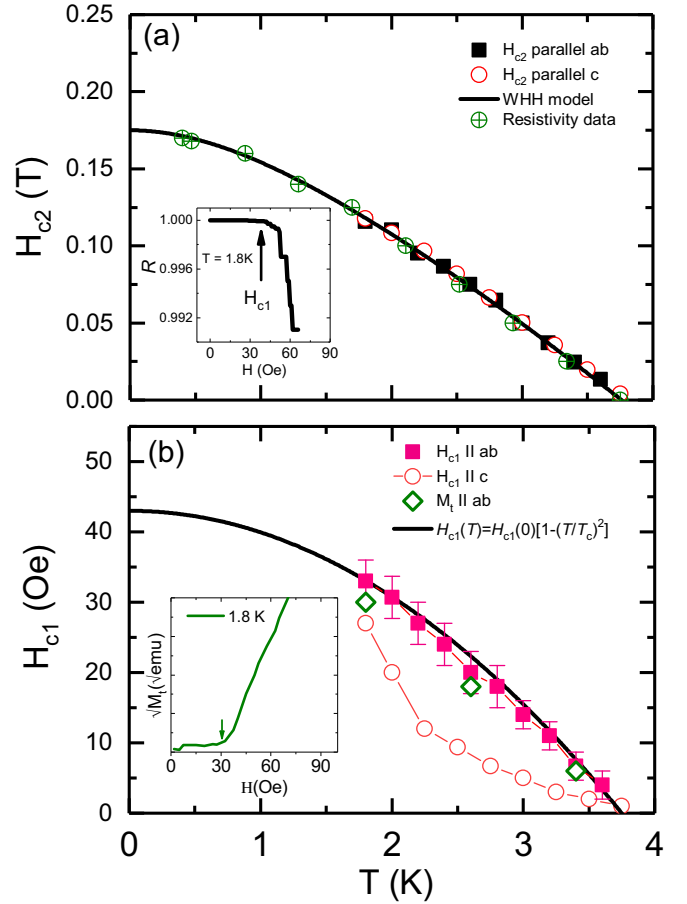 (a)
H_c2 parallel ab
H_c2 parallel c
WHH model
Resistivity data
0.25
0.20
0.15
0.10
0.05
0.00
H_c2 (T)
1.000
0.996
0.992
R
T = 1.8K
H_c1
0 30 60 90
H (Oe)
(b)
H_c1 II ab
H_c1 II c
M_t II ab
H_c1(T)=H_c1(0)[1-(T/T_c)^2]
50
40
30
20
10
0
H_c1 (Oe)
1.8 K
√M_t(√emu)
0 30 60 90
H(Oe)
0 1 2 3 4
T (K)